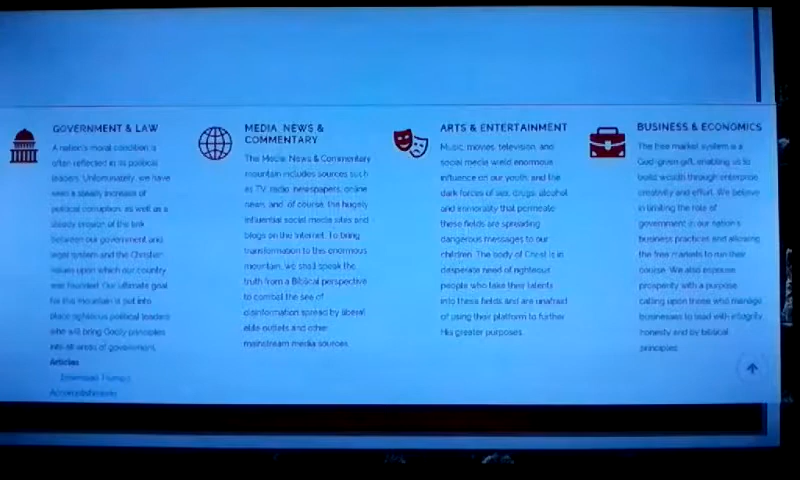 GOVERNMENT & LAW
A nation's moral condition is
often reflected in its political
leaders. Unfortunately, we have
seen a steady increase of
political corruption, as well as a
steady erosion of the link
between our government and
legal system and the Christian
values upon which our country
was founded. Our ultimate goal
for this mountain is put into
place righteous political leaders
who will bring Godly principles
into all areas of government.
Articles
Download Trump's
Accomplishments
MEDIA, NEWS &
COMMENTARY
The Media, News & Commentary
mountain includes sources such
as TV, radio, newspapers, online
news, and, of course, the hugely
influential social media sites and
blogs on the Internet. To bring
transformation to this enormous
mountain, we shall speak the
truth from a Biblical perspective
to combat the sea of
disinformation spread by liberal
elite outlets and other
mainstream media sources.
ARTS & ENTERTAINMENT
Music, movies, television, and
social media wield enormous
influence on our youth, and the
dark forces of sex, drugs, alcohol
and immorality that permeate
these fields are spreading
dangerous messages to our
children. The body of Christ is in
desperate need of righteous
people who take their talents
into these fields and are unafraid
of using their platform to further
His greater purposes.
BUSINESS & ECONOMICS
The free market system is a
God-given gift, enabling us to
build wealth through enterprise,
creativity and effort. We believe
in limiting the role of
government in our nation's
business practices and allowing
the free markets to run their
course. We also espouse
prosperity with a purpose,
calling upon those who manage
businesses to lead with integrity,
honesty and by biblical
principles.